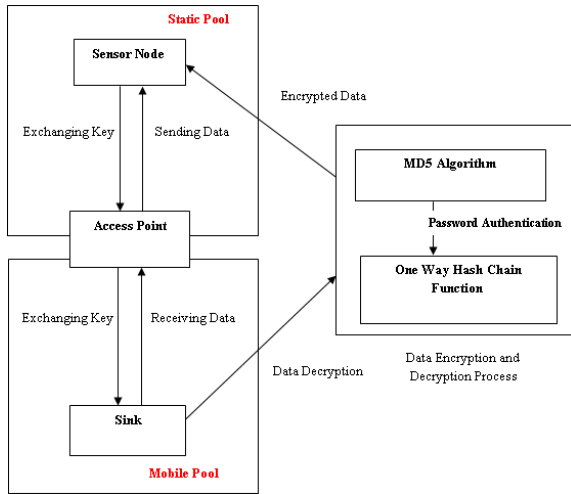 Static Pool
Sensor Node
Encrypted Data
Exchanging Key
Sending Data
MD5 Algorithm
Password Authentication
Access Point
One Way Hash Chain
Function
Exchanging Key
Receiving Data
Data Encryption and
Decryption Process
Data Decryption
Sink
Mobile Pool